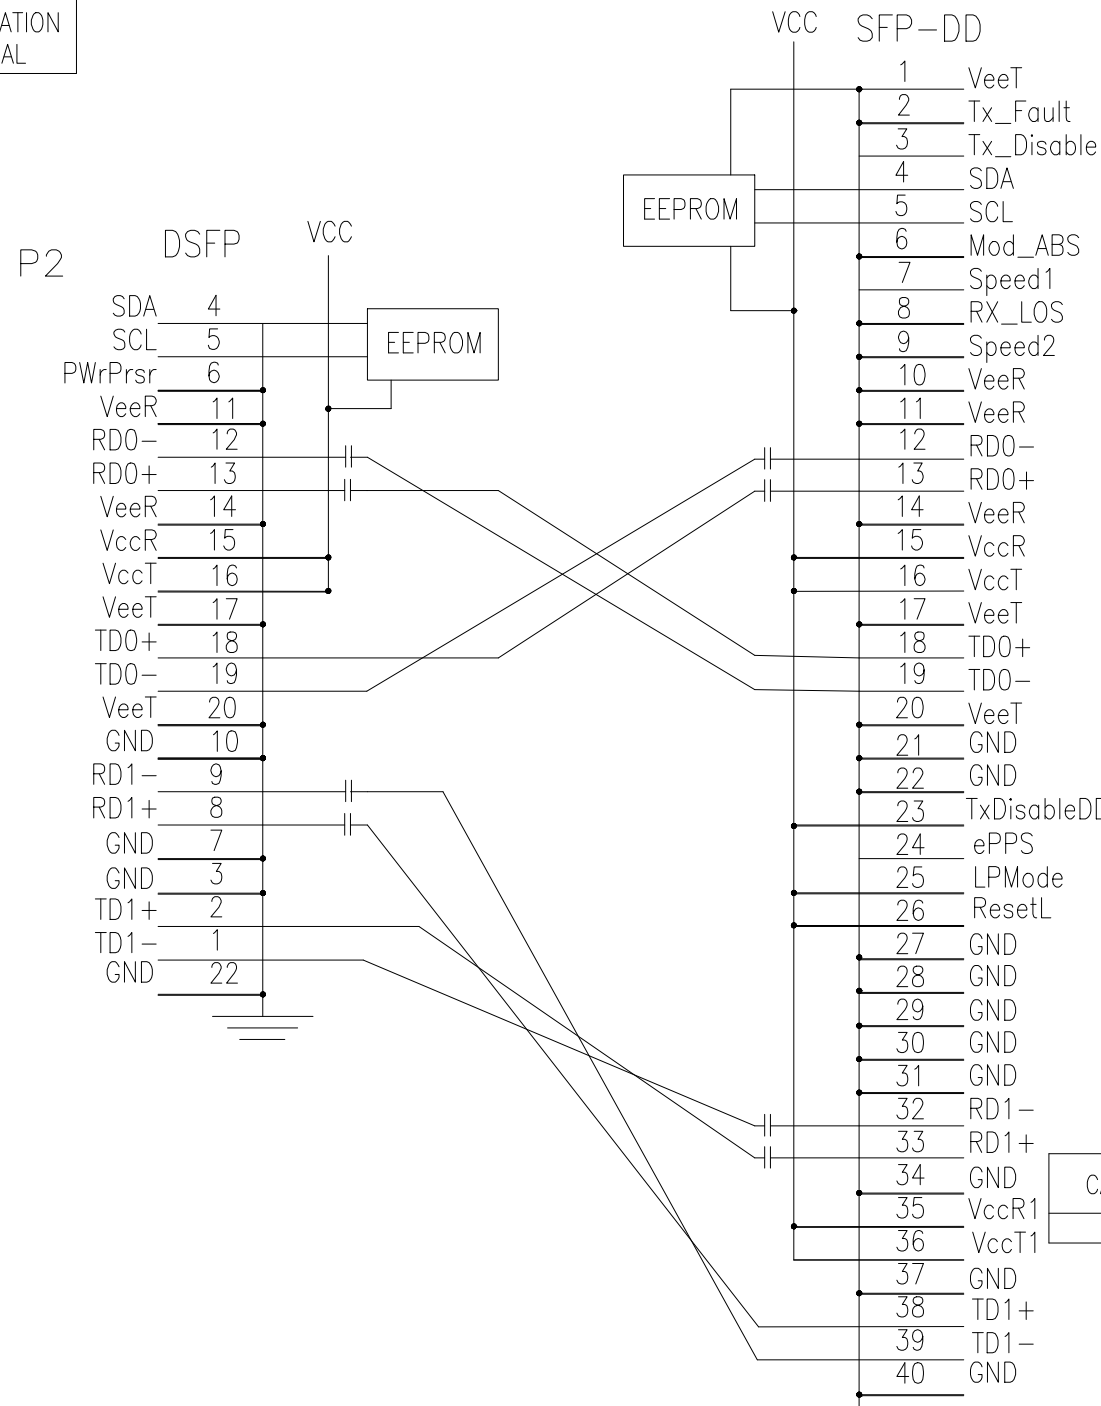 ATION
AL
VCC
SFP-DD
1 VeeT
2 Tx_Fault
3 Tx_Disable
4 SDA
5 SCL
6 Mod_ABS
7 Speed1
8 RX_LOS
9 Speed2
10 VeeR
11 VeeR
12 RD0-
13 RD0+
14 VeeR
15 VccR
16 VccT
17 VeeT
18 TD0+
19 TD0-
20 VeeT
21 GND
22 GND
23 TxDisableDD
24 ePPS
25 LPMode
26 ResetL
27 GND
28 GND
29 GND
30 GND
31 GND
32 RD1-
33 RD1+
34 GND
35 VccR1
36 VccT1
37 GND
38 TD1+
39 TD1-
40 GND
EEPROM
P2
DSFP
VCC
SDA 4
SCL 5
PWrPrsr 6
VeeR 11
RD0- 12
RD0+ 13
VeeR 14
VccR 15
VccT 16
VeeT 17
TD0+ 18
TD0- 19
VeeT 20
GND 10
RD1- 9
RD1+ 8
GND 7
GND 3
TD1+ 2
TD1- 1
GND 22
EEPROM